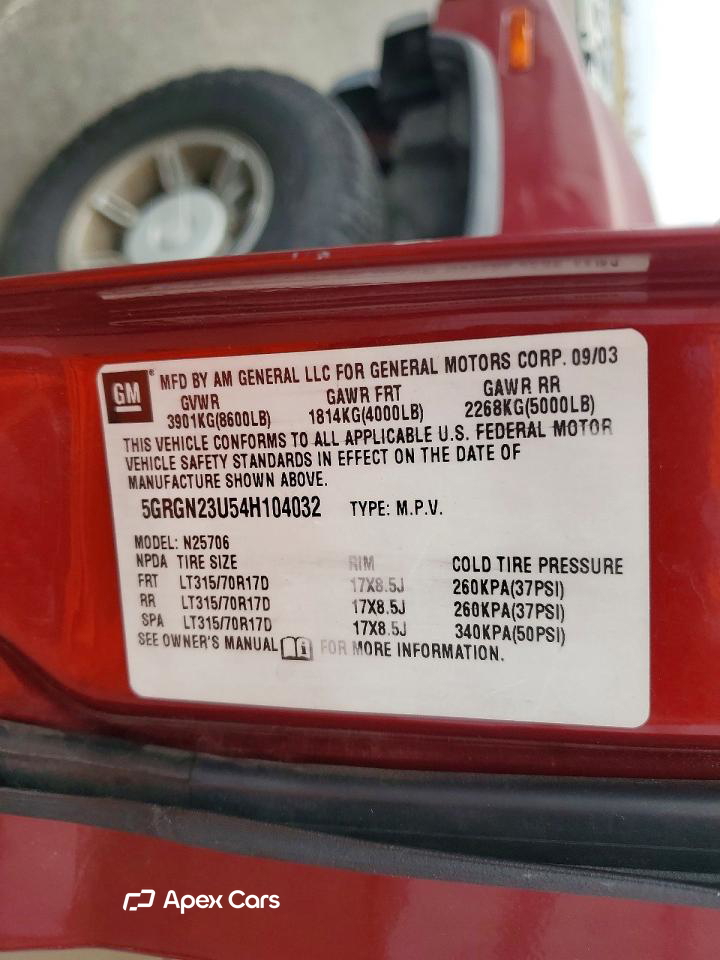 GM
MFD BY AM GENERAL LLC FOR GENERAL MOTORS CORP. 09/03
GVWR GAWR FRT GAWR RR
3901KG(8600LB) 1814KG(4000LB) 2268KG(5000LB)
THIS VEHICLE CONFORMS TO ALL APPLICABLE U.S. FEDERAL MOTOR
VEHICLE SAFETY STANDARDS IN EFFECT ON THE DATE OF
MANUFACTURE SHOWN ABOVE.
5GRGN23U54H104032 TYPE: M.P.V.
MODEL: N25706
NPDA TIRE SIZE RIM COLD TIRE PRESSURE
FRT LT315/70R17D 17X8.5J 260KPA(37PSI)
RR LT315/70R17D 17X8.5J 260KPA(37PSI)
SPA LT315/70R17D 17X8.5J 340KPA(50PSI)
SEE OWNER'S MANUAL FOR MORE INFORMATION.
Apex Cars